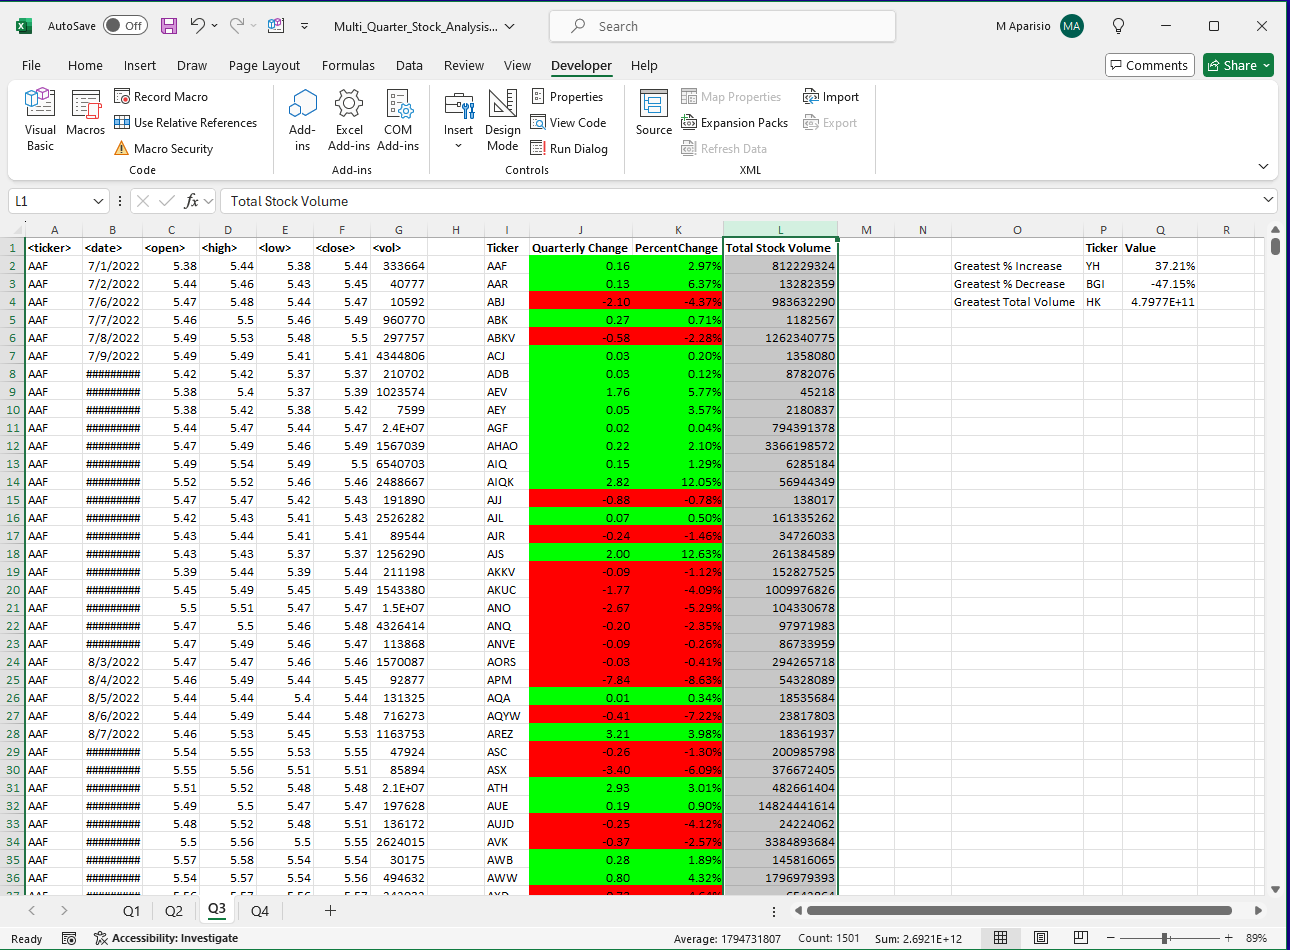 AutoSave Off Multi_Quarter_Stock_Analysis... Search M Aparisio MA
File Home Insert Draw Page Layout Formulas Data Review View Developer Help Comments Share
Visual Basic
Macros
Record Macro
Use Relative References
Macro Security
Code
Add-ins
Excel Add-ins
COM Add-ins
Add-ins
Insert
Design Mode
Properties
View Code
Run Dialog
Controls
Source
Map Properties
Expansion Packs
Refresh Data
Import
Export
XML
L1 fx Total Stock Volume
A B C D E F G H I J K L M N O P Q R
1 <ticker> <date> <open> <high> <low> <close> <vol> Ticker Quarterly Change PercentChange Total Stock Volume Ticker Value
2 AAF 7/1/2022 5.38 5.44 5.38 5.44 333664 AAF 0.16 2.97% 812229324 Greatest % Increase YH 37.21%
3 AAF 7/2/2022 5.44 5.46 5.43 5.45 40777 AAR 0.13 6.37% 13282359 Greatest % Decrease BGI -47.15%
4 AAF 7/6/2022 5.47 5.48 5.44 5.47 10592 ABJ -2.10 -4.37% 983632290 Greatest Total Volume HK 4.7977E+11
5 AAF 7/7/2022 5.46 5.5 5.46 5.49 960770 ABK 0.27 0.71% 1182567
6 AAF 7/8/2022 5.49 5.53 5.48 5.5 297757 ABKV -0.58 -2.28% 1262340775
7 AAF 7/9/2022 5.49 5.49 5.41 5.41 4344806 ACJ 0.03 0.20% 1358080
8 AAF ######### 5.42 5.42 5.37 5.37 210702 ADB 0.03 0.12% 8782076
9 AAF ######### 5.38 5.4 5.37 5.39 1023574 AEV 1.76 5.77% 45218
10 AAF ######### 5.38 5.42 5.38 5.42 7599 AEY 0.05 3.57% 2180837
11 AAF ######### 5.44 5.47 5.44 5.47 2.4E+07 AGF 0.02 0.04% 794391378
12 AAF ######### 5.47 5.49 5.46 5.49 1567039 AHAO 0.22 2.10% 3366198572
13 AAF ######### 5.49 5.54 5.49 5.5 6540703 AIQ 0.15 1.29% 6285184
14 AAF ######### 5.52 5.52 5.46 5.46 2488667 AIQK 2.82 12.05% 56944349
15 AAF ######### 5.47 5.47 5.42 5.43 191890 AJJ -0.88 -0.78% 138017
16 AAF ######### 5.42 5.43 5.41 5.43 2526282 AJL 0.07 0.50% 161335262
17 AAF ######### 5.43 5.44 5.41 5.41 89544 AJR -0.24 -1.46% 34726033
18 AAF ######### 5.43 5.43 5.37 5.37 1256290 AJS 2.00 12.63% 261384589
19 AAF ######### 5.39 5.44 5.39 5.44 211198 AKKV -0.09 -1.12% 152827525
20 AAF ######### 5.45 5.49 5.45 5.49 1543380 AKUC -1.77 -4.09% 1009976826
21 AAF ######### 5.5 5.51 5.47 5.47 1.5E+07 ANO -2.67 -5.29% 104330678
22 AAF ######### 5.47 5.5 5.46 5.48 4326414 ANQ -0.20 -2.35% 97971983
23 AAF ######### 5.47 5.49 5.46 5.47 113868 ANVE -0.09 -0.26% 86733959
24 AAF 8/3/2022 5.47 5.47 5.46 5.46 1570087 AORS -0.03 -0.41% 294265718
25 AAF 8/4/2022 5.46 5.49 5.44 5.45 92877 APM -7.84 -8.63% 54328089
26 AAF 8/5/2022 5.44 5.44 5.4 5.44 131325 AQA 0.01 0.34% 18535684
27 AAF 8/6/2022 5.44 5.49 5.44 5.48 716273 AQYW -0.41 -7.22% 23817803
28 AAF 8/7/2022 5.46 5.53 5.45 5.53 1163753 AREZ 3.21 3.98% 18361937
29 AAF ######### 5.54 5.55 5.53 5.55 47924 ASC -0.26 -1.30% 200985798
30 AAF ######### 5.55 5.56 5.51 5.51 85894 ASX -3.40 -6.09% 376672405
31 AAF ######### 5.51 5.52 5.48 5.48 2.1E+07 ATH 2.93 3.01% 482661404
32 AAF ######### 5.49 5.5 5.47 5.47 197628 AUE 0.19 0.90% 14824441614
33 AAF ######### 5.48 5.52 5.48 5.51 136172 AUJD -0.25 -4.12% 24224062
34 AAF ######### 5.5 5.56 5.5 5.55 2624015 AVK -0.37 -2.57% 3384893684
35 AAF ######### 5.57 5.58 5.54 5.54 30175 AWB 0.28 1.89% 145816065
36 AAF ######### 5.54 5.57 5.54 5.56 494632 AWW 0.80 4.32% 1796979393
Q1 Q2 Q3 Q4
Ready Accessibility: Investigate Average: 1794731807 Count: 1501 Sum: 2.6921E+12 89%